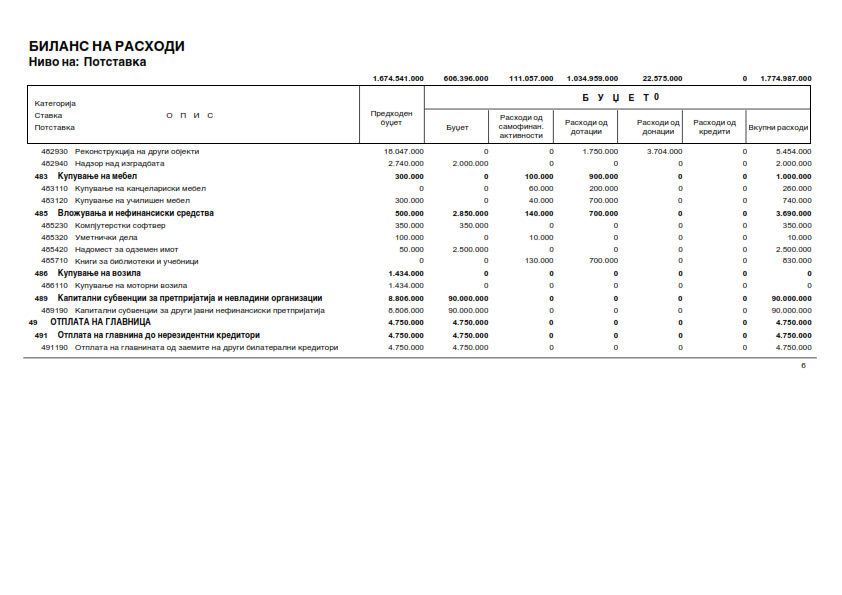 БИЛАНС НА РАСХОДИ
Ниво на: Потставка
1.674.541.000 606.396.000 111.057.000 1.034.959.000 22.575.000 0 1.774.987.000
Категорија
Ставка О П И С
Потставка
Предходен буџет
Б У Џ Е Т 0
Буџет
Расходи од самофинан. активности
Расходи од дотации
Расходи од донации
Расходи од кредити
Вкупни расходи
482930 Реконструкција на други објекти 18.047.000 0 0 1.750.000 3.704.000 0 5.454.000
482940 Надзор над изградбата 2.740.000 2.000.000 0 0 0 0 2.000.000
483 Купување на мебел 300.000 0 100.000 900.000 0 0 1.000.000
483110 Купување на канцелариски мебел 0 0 60.000 200.000 0 0 260.000
483120 Купување на училишен мебел 300.000 0 40.000 700.000 0 0 740.000
485 Вложувања и нефинансиски средства 500.000 2.850.000 140.000 700.000 0 0 3.690.000
485230 Компјутерстки софтвер 350.000 350.000 0 0 0 0 350.000
485320 Уметнички дела 100.000 0 10.000 0 0 0 10.000
485420 Надомест за одземен имот 50.000 2.500.000 0 0 0 0 2.500.000
485710 Книги за библиотеки и учебници 0 0 130.000 700.000 0 0 830.000
486 Купување на возила 1.434.000 0 0 0 0 0 0
486110 Купување на моторни возила 1.434.000 0 0 0 0 0 0
489 Капитални субвенции за претпријатија и невладини организации 8.806.000 90.000.000 0 0 0 0 90.000.000
489190 Капитални субвенции за други јавни нефинансиски претпријатија 8.806.000 90.000.000 0 0 0 0 90.000.000
49 ОТПЛАТА НА ГЛАВНИЦА 4.750.000 4.750.000 0 0 0 0 4.750.000
491 Отплата на главнина до нерезидентни кредитори 4.750.000 4.750.000 0 0 0 0 4.750.000
491190 Отплата на главнината од заемите на други билатерални кредитори 4.750.000 4.750.000 0 0 0 0 4.750.000
6